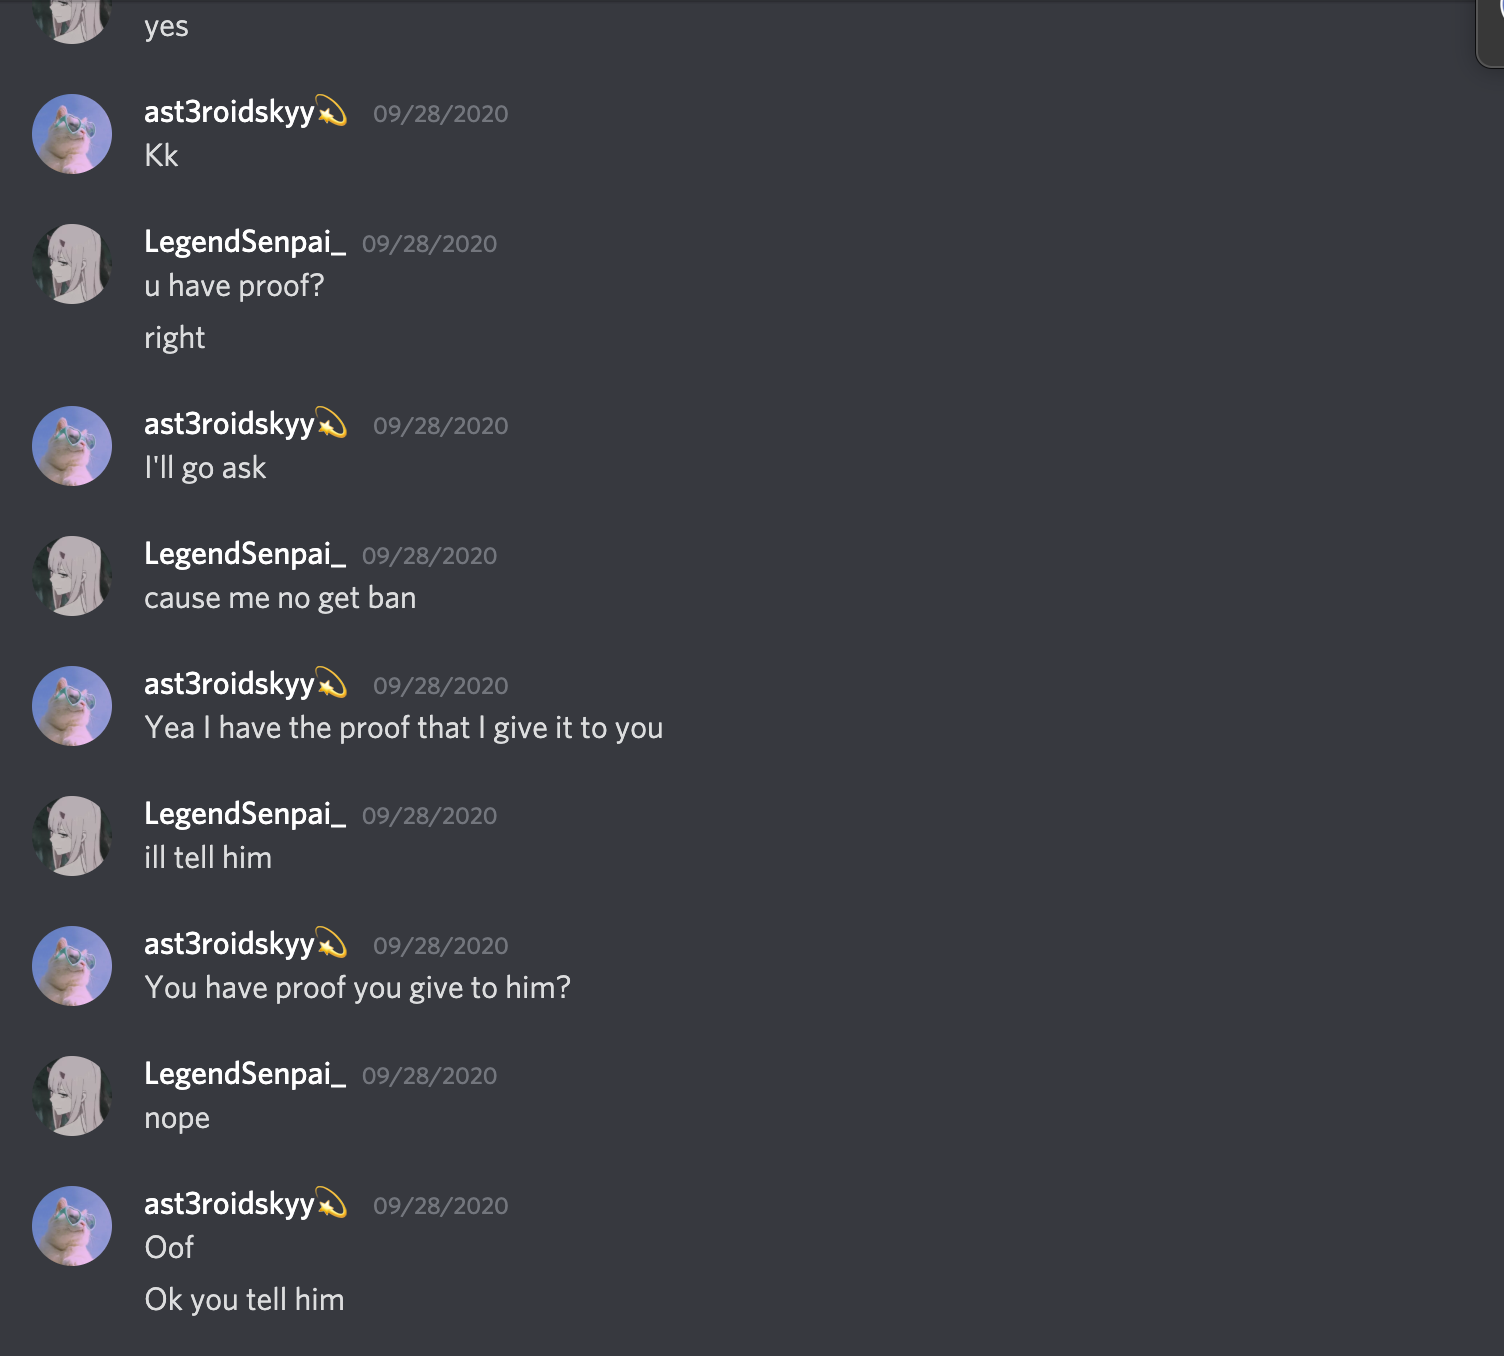 yes
ast3roidskyy💫 09/28/2020
Kk
LegendSenpai_ 09/28/2020
u have proof?
right
ast3roidskyy💫 09/28/2020
I'll go ask
LegendSenpai_ 09/28/2020
cause me no get ban
ast3roidskyy💫 09/28/2020
Yea I have the proof that I give it to you
LegendSenpai_ 09/28/2020
ill tell him
ast3roidskyy💫 09/28/2020
You have proof you give to him?
LegendSenpai_ 09/28/2020
nope
ast3roidskyy💫 09/28/2020
Oof
Ok you tell him